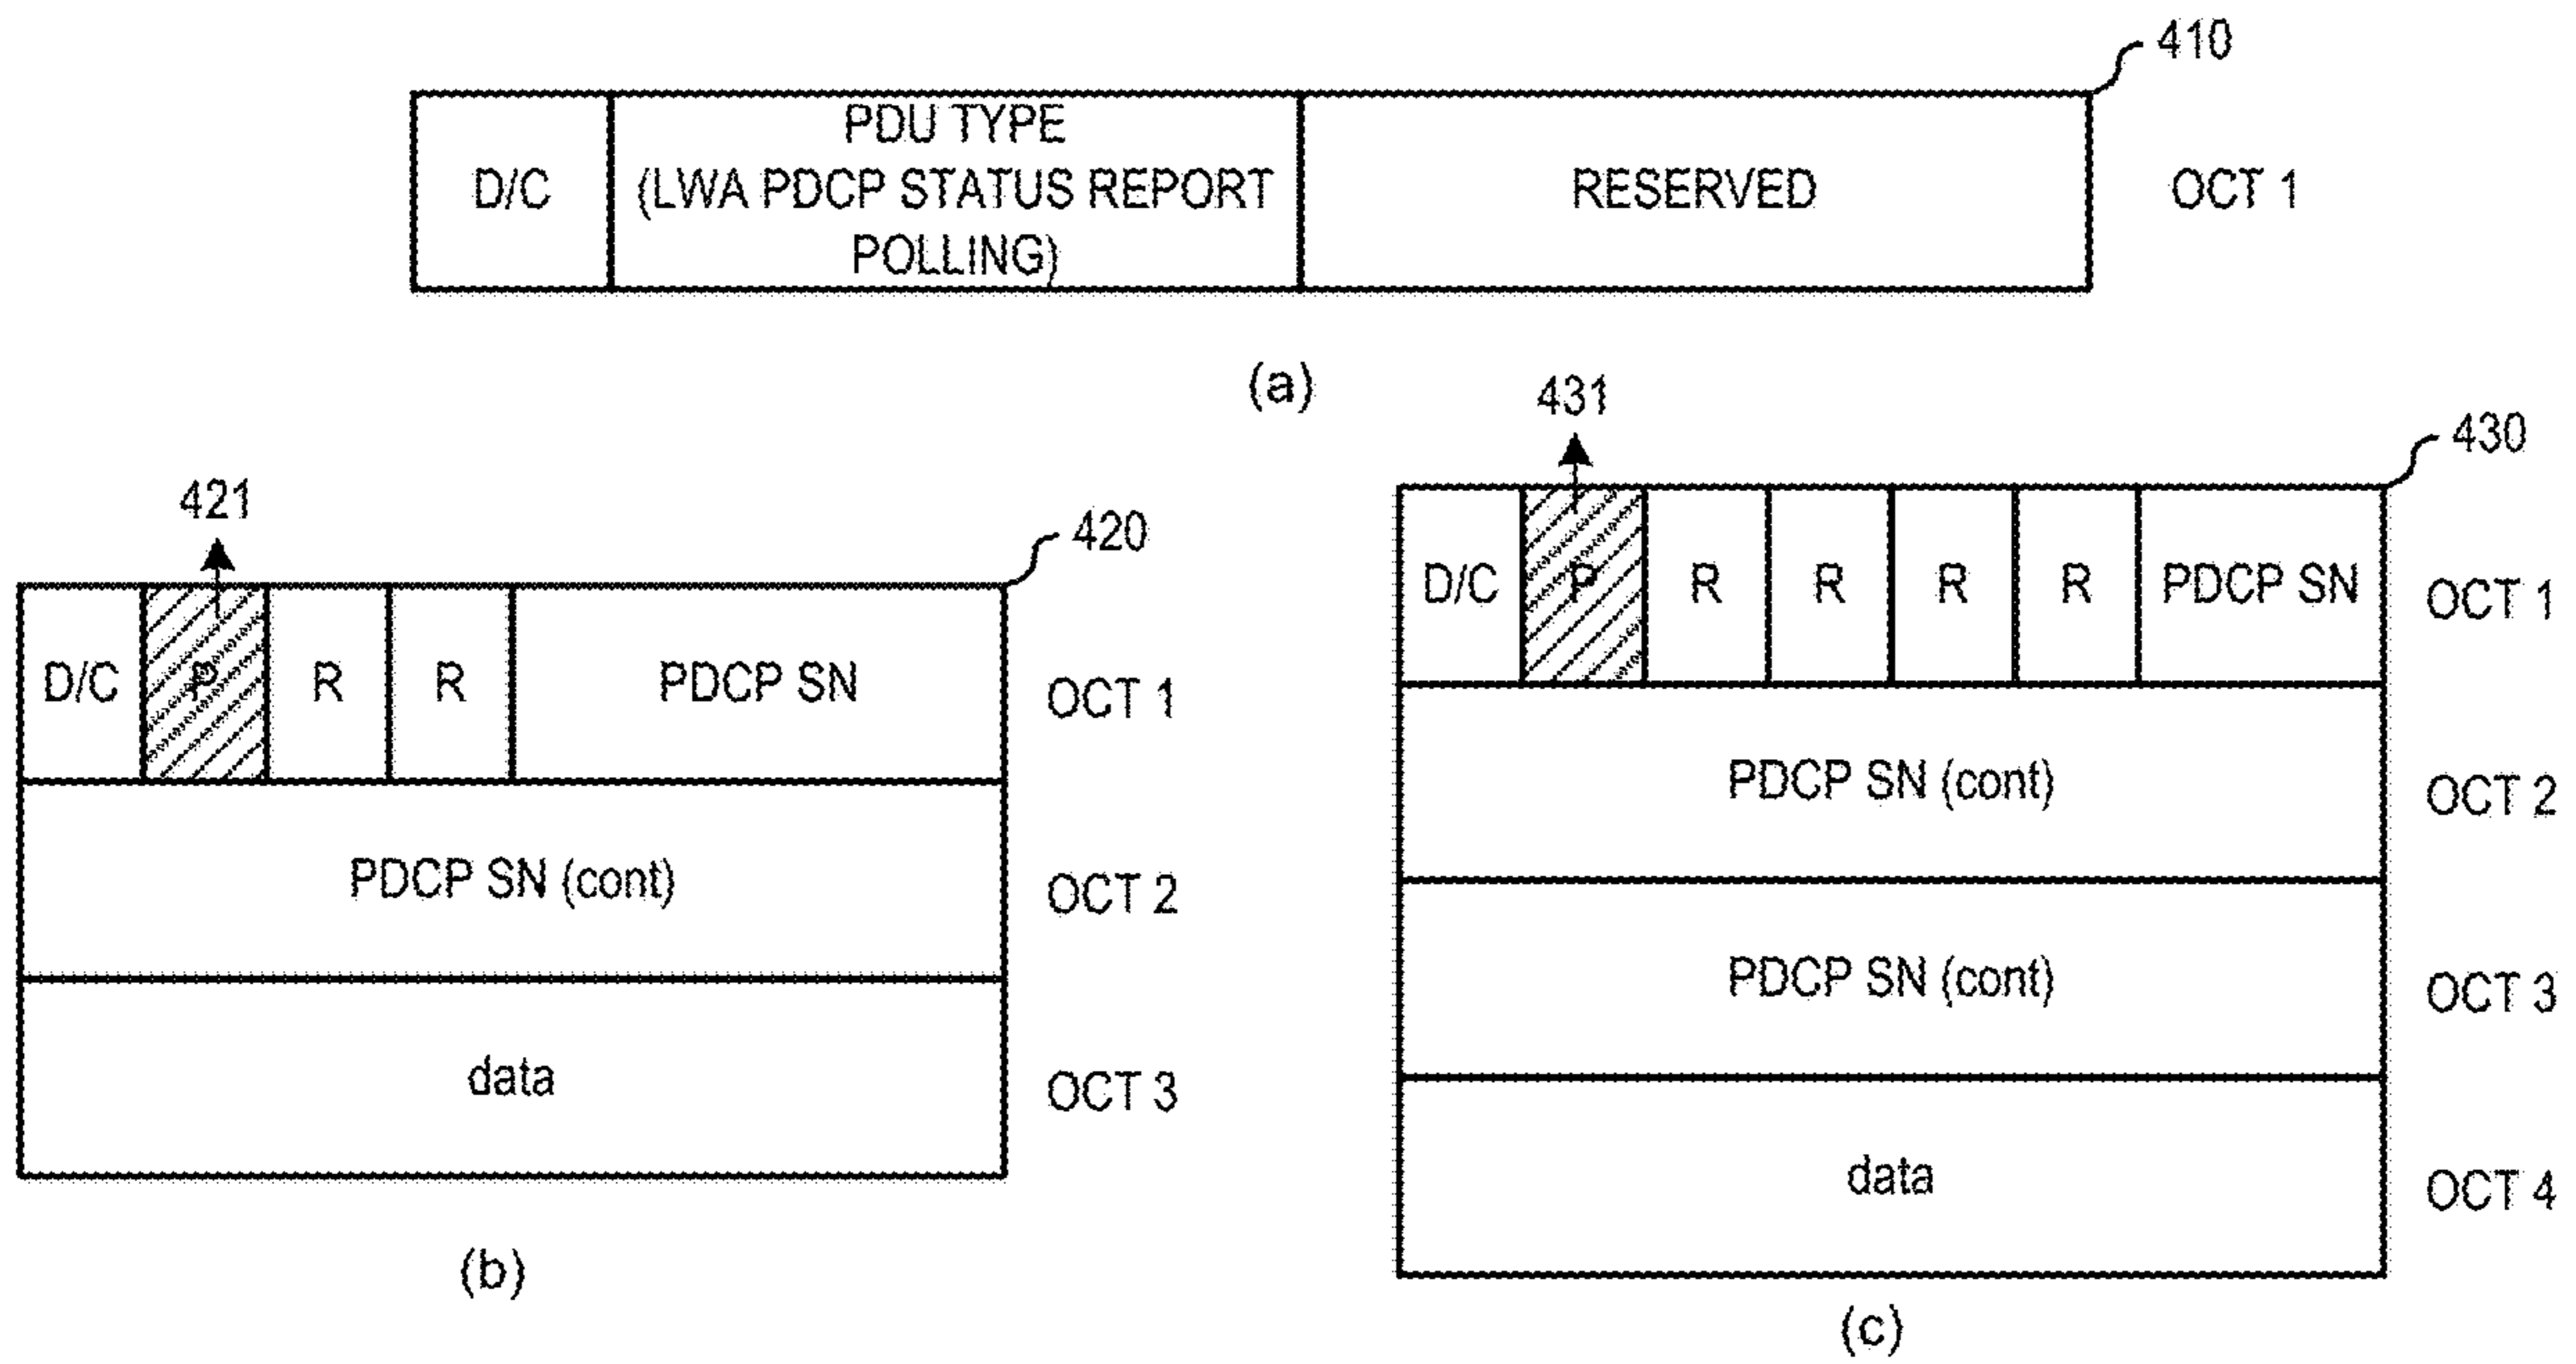 410
D/C
PDU TYPE
(LWA PDCP STATUS REPORT
POLLING)
RESERVED
OCT 1
(a)
421
420
D/C
P
R
R
PDCP SN
OCT 1
PDCP SN (cont)
OCT 2
data
OCT 3
(b)
431
430
D/C
P
R
R
R
R
PDCP SN
OCT 1
PDCP SN (cont)
OCT 2
PDCP SN (cont)
OCT 3
data
OCT 4
(c)